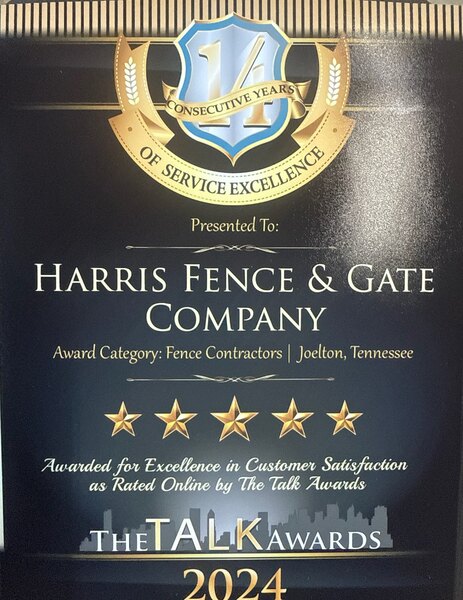 14
CONSECUTIVE YEARS
OF SERVICE EXCELLENCE
Presented To:
HARRIS FENCE & GATE
COMPANY
Award Category: Fence Contractors | Joelton, Tennessee
Awarded for Excellence in Customer Satisfaction
as Rated Online by The Talk Awards
THE TALK AWARDS
2024